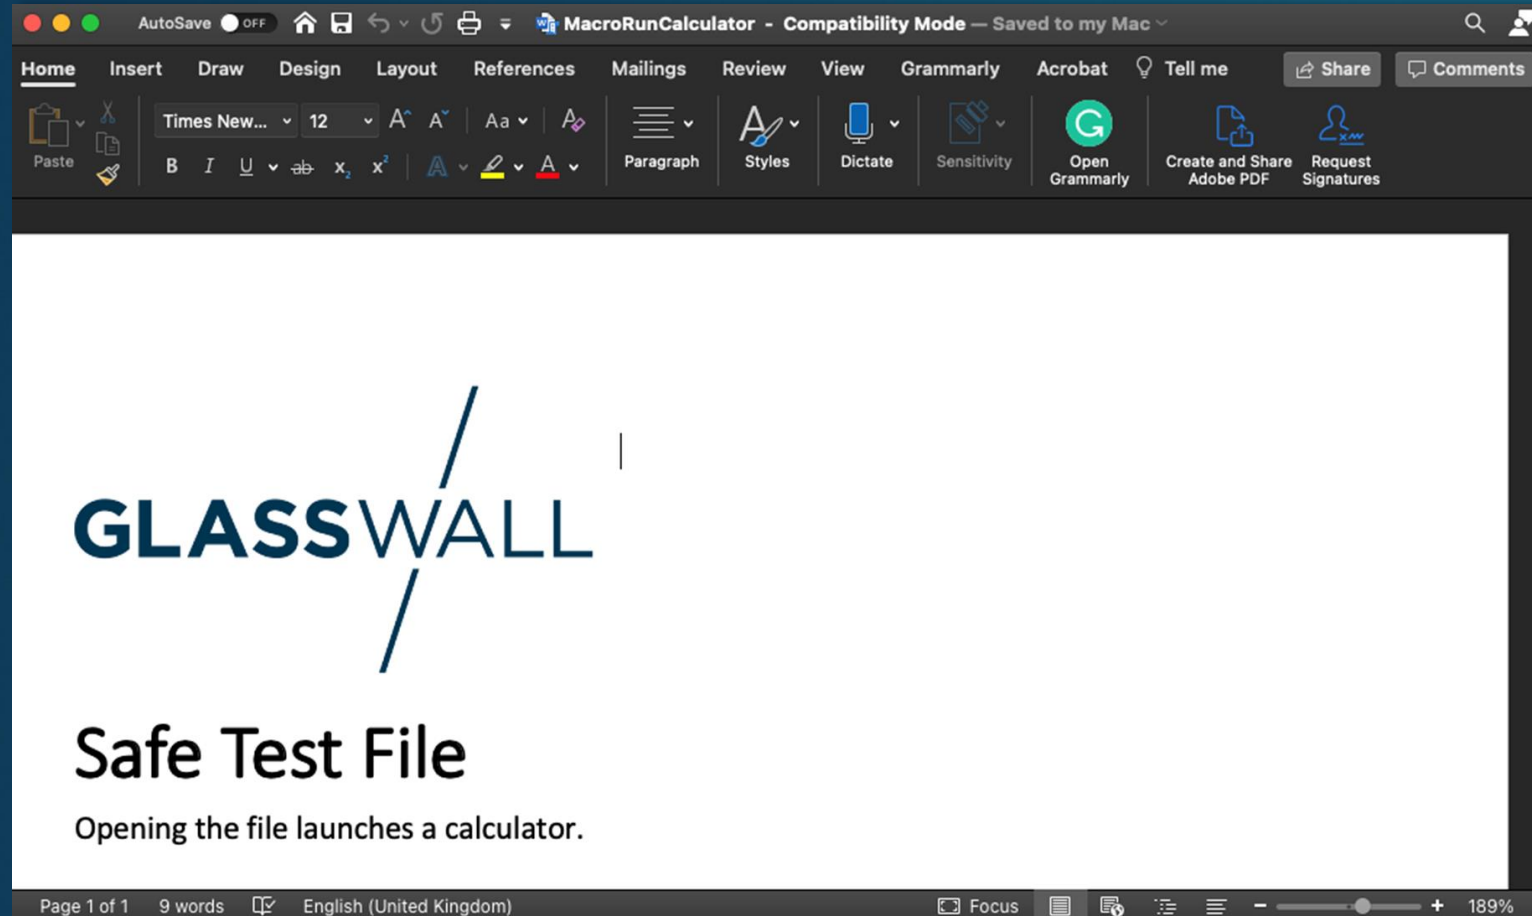 AutoSave OFF MacroRunCalculator - Compatibility Mode — Saved to my Mac
Home Insert Draw Design Layout References Mailings Review View Grammarly Acrobat Tell me Share Comments
Times New... 12 A A Aa A
Paste B I U ab x2 x2 A A Paragraph Styles Dictate Sensitivity Open Create and Share Request
Grammarly Adobe PDF Signatures
GLASSWALL
Safe Test File
Opening the file launches a calculator.
Page 1 of 1 9 words English (United Kingdom) Focus 189%